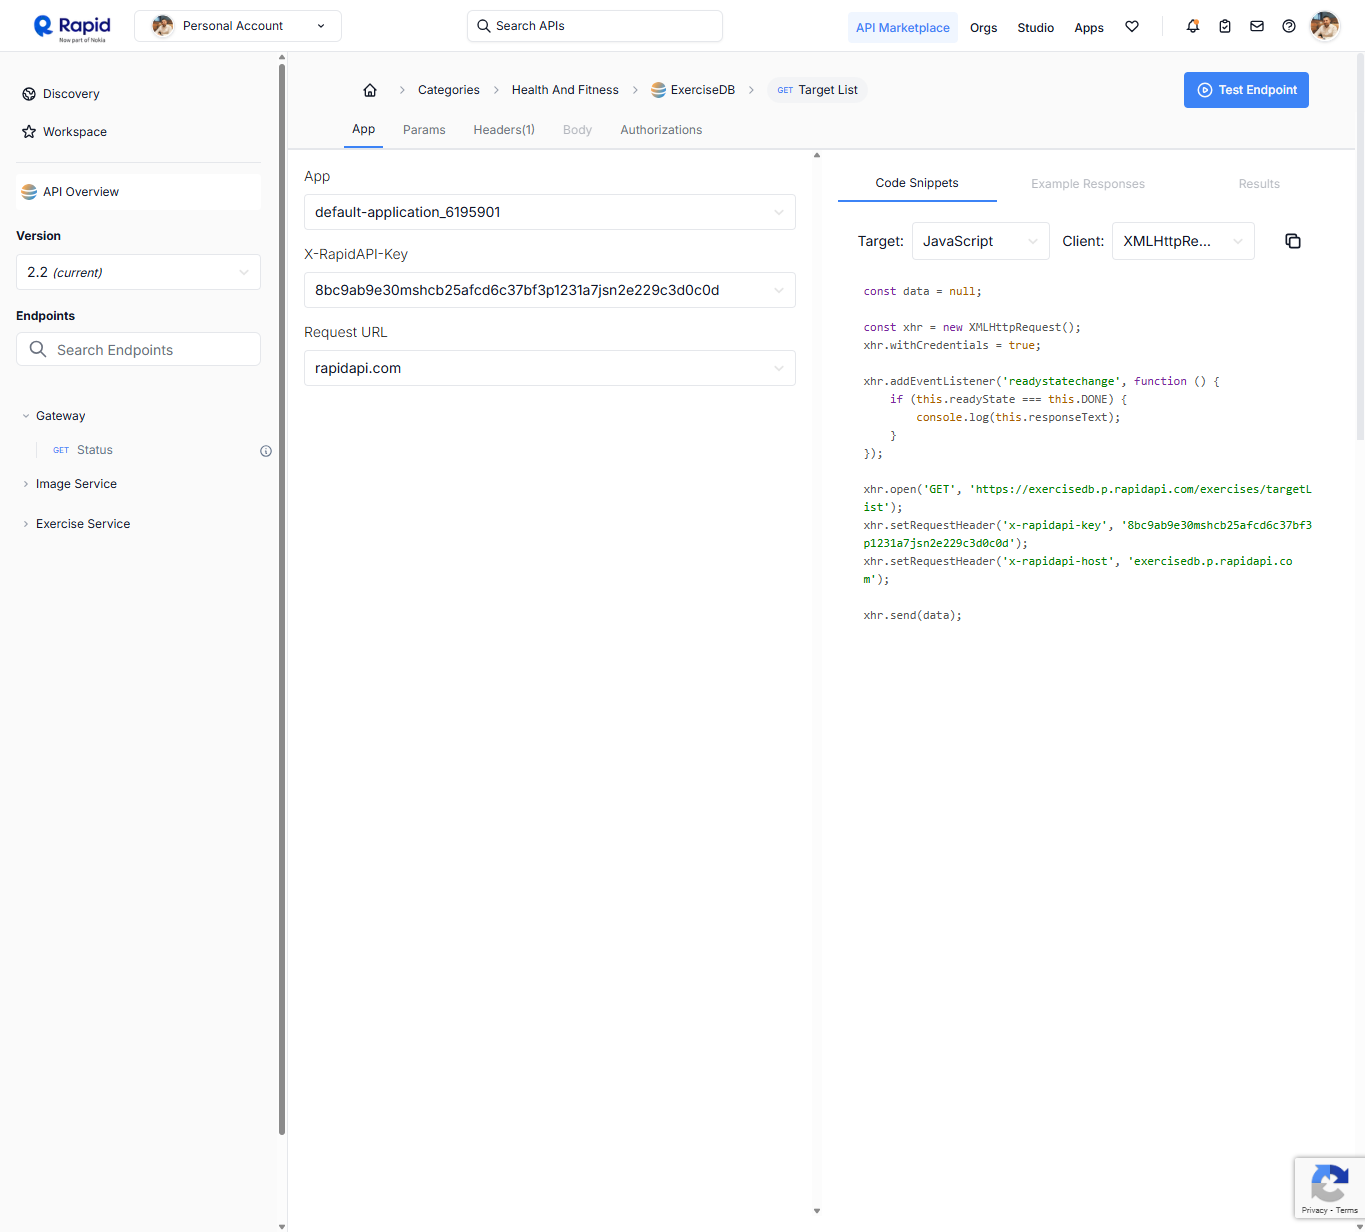 Rapid
Now part of Nokia
Personal Account
Search APIs
API Marketplace
Orgs
Studio
Apps
Discovery
Workspace
API Overview
Version
2.2 (current)
Endpoints
Search Endpoints
Gateway
GET Status
Image Service
Exercise Service
Categories
Health And Fitness
ExerciseDB
GET Target List
Test Endpoint
App
Params
Headers(1)
Body
Authorizations
App
default-application_6195901
X-RapidAPI-Key
8bc9ab9e30mshcb25afcd6c37bf3p1231a7jsn2e229c3d0c0d
Request URL
rapidapi.com
Code Snippets
Example Responses
Results
Target:
JavaScript
Client:
XMLHttpRe...
const data = null;
const xhr = new XMLHttpRequest();
xhr.withCredentials = true;
xhr.addEventListener('readystatechange', function () {
    if (this.readyState === this.DONE) {
        console.log(this.responseText);
    }
});
xhr.open('GET', 'https://exercisedb.p.rapidapi.com/exercises/targetL
ist');
xhr.setRequestHeader('x-rapidapi-key', '8bc9ab9e30mshcb25afcd6c37bf3
p1231a7jsn2e229c3d0c0d');
xhr.setRequestHeader('x-rapidapi-host', 'exercisedb.p.rapidapi.co
m');
xhr.send(data);
Privacy - Terms